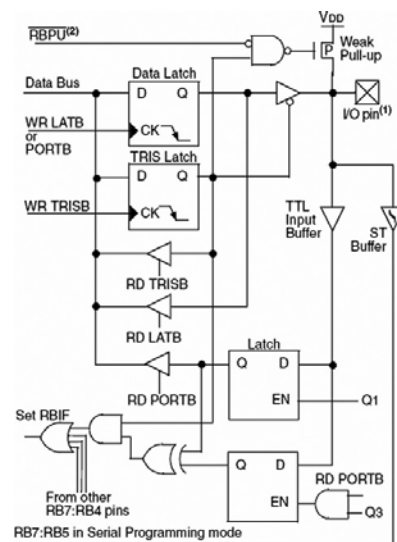 VDD
RBPU(2)
P
Weak
Pull-up
Data Bus
Data Latch
D Q
I/O pin(1)
WR LATB
or
PORTB
CK
TRIS Latch
D Q
WR TRISB
CK
TTL
Input
Buffer
ST
Buffer
RD TRISB
RD LATB
Latch
Q D
RD PORTB
EN
Q1
Set RBIF
Q D
RD PORTB
EN
Q3
From other
RB7:RB4 pins
RB7:RB5 in Serial Programming mode